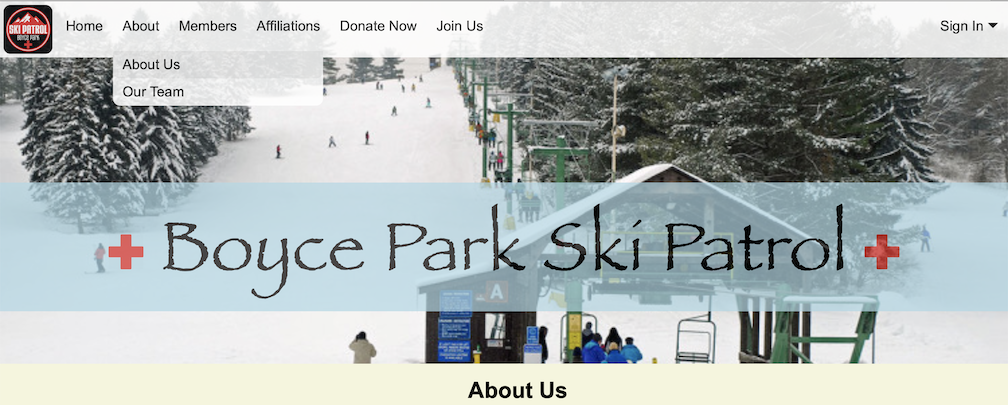 SKI PATROL
BOYCE PARK
Home About Members Affiliations Donate Now Join Us Sign In
About Us
Our Team
Boyce Park Ski Patrol
A
About Us